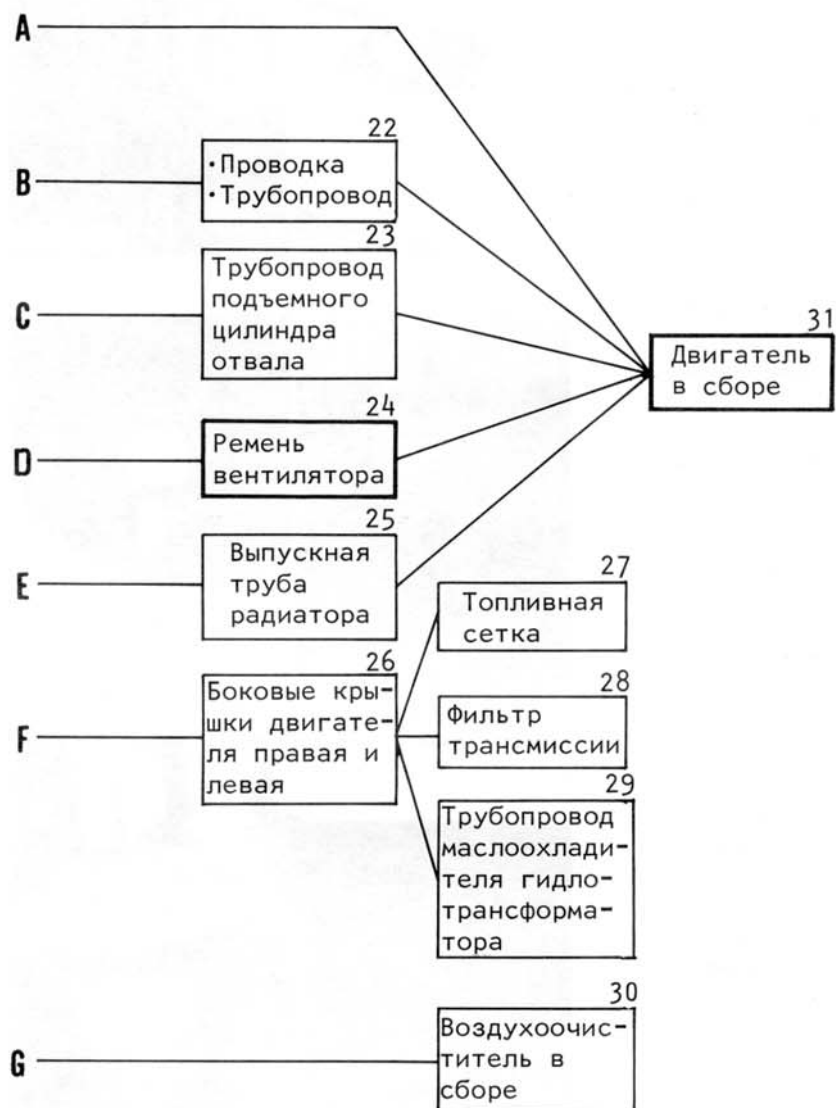 A
22
B
·Проводка
·Трубопровод
23
C
Трубопровод
подъемного
цилиндра
отвала
31
Двигатель
в сборе
24
D
Ремень
вентилятора
25
E
Выпускная
труба
радиатора
27
Топливная
сетка
26
F
Боковые кры-
шки двигате-
ля правая и
левая
28
Фильтр
трансмиссии
29
Трубопровод
маслоохлади-
теля гидло-
трансформа-
тора
30
G
Воздухоочис-
титель в
сборе